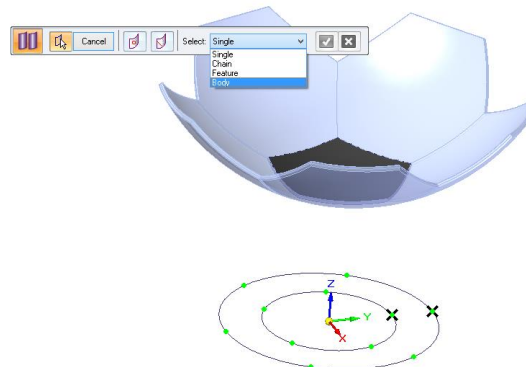 Cancel Select: Single
Single
Chain
Feature
Body
Z
Y
X